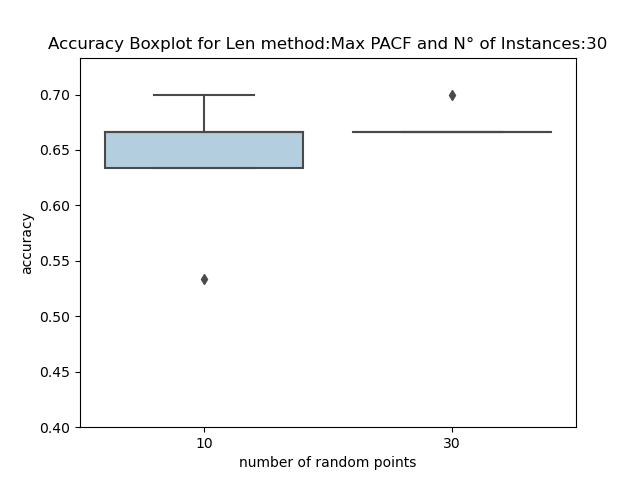 Accuracy Boxplot for Len method:Max PACF and N° of Instances:30
0.70
0.65
0.60
0.55
0.50
0.45
0.40
accuracy
10 30
number of random points